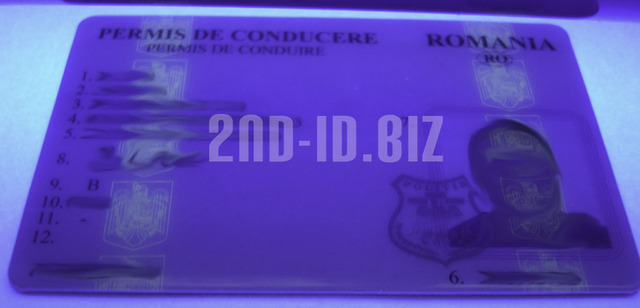 PERMIS DE CONDUCERE ROMANIA
PERMIS DE CONDUIRE RO
1.
2.
3.
4.
5.
2ND-ID.BIZ
8.
9. B
POLITIA
10.
11. -
12.
6.